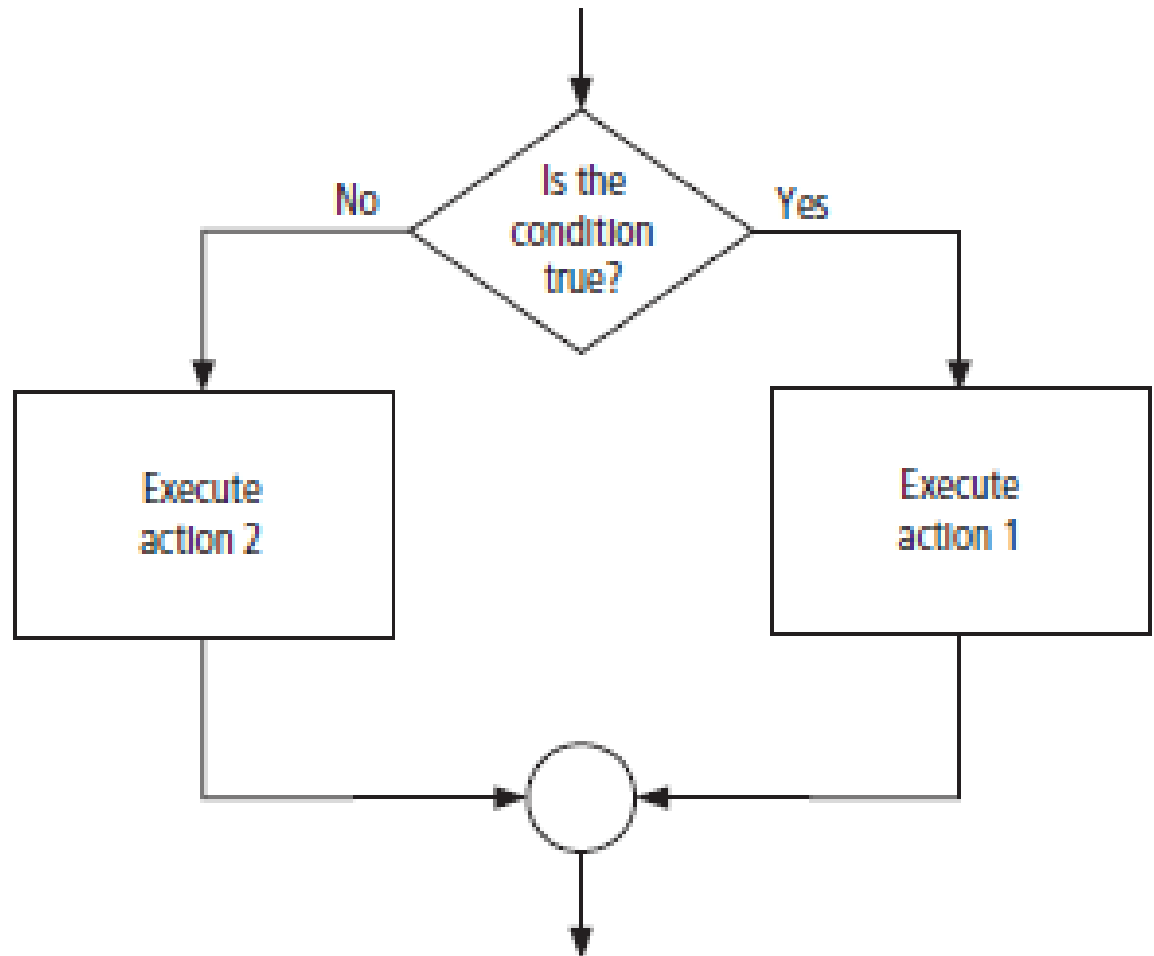 Is the
condition
true?
No
Yes
Execute
action 2
Execute
action 1